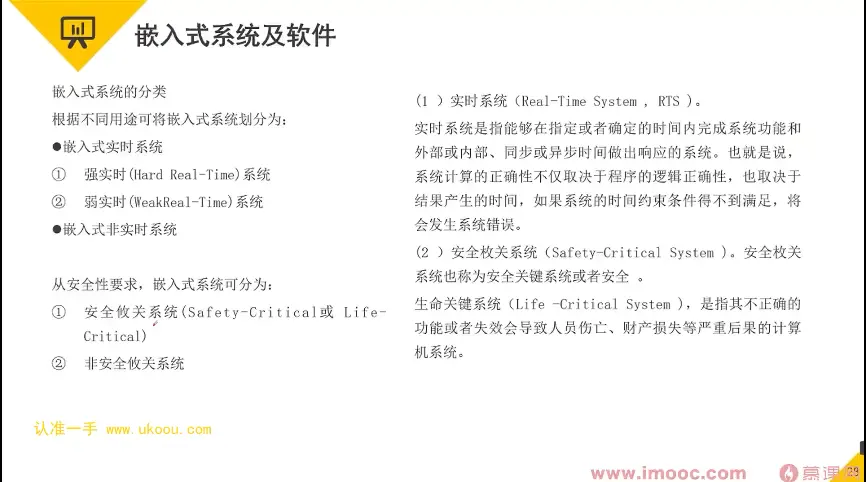 嵌入式系统及软件
嵌入式系统的分类
根据不同用途可将嵌入式系统划分为：
●嵌入式实时系统
① 强实时(Hard Real-Time)系统
② 弱实时(WeakReal-Time)系统
●嵌入式非实时系统
从安全性要求，嵌入式系统可分为：
① 安全攸关系统(Safety-Critical或 Life-
Critical)
② 非安全攸关系统
(1 ）实时系统（Real-Time System , RTS )。
实时系统是指能够在指定或者确定的时间内完成系统功能和
外部或内部、同步或异步时间做出响应的系统。也就是说，
系统计算的正确性不仅取决于程序的逻辑正确性，也取决于
结果产生的时间，如果系统的时间约束条件得不到满足，将
会发生系统错误。
(2 ）安全枚关系统（Safety-Critical System )。安全枚关
系统也称为安全关键系统或者安全 。
生命关键系统（Life -Critical System )，是指其不正确的
功能或者失效会导致人员伤亡、财产损失等严重后果的计算
机系统。
认准一手 www.ukoou.com
www.imooc.com
慕课
29